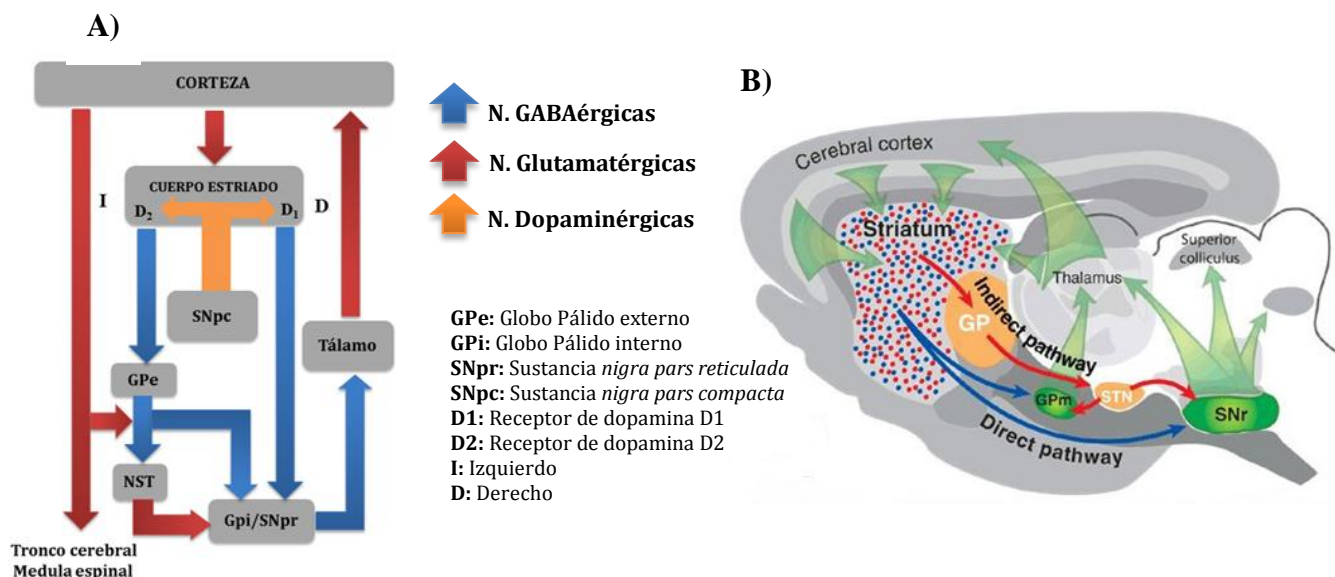 A)
CORTEZA
I
CUERPO ESTRIADO
D2
D1
D
SNpc
Tálamo
GPe
NST
Gpi/SNpr
Tronco cerebral
Medula espinal
N. GABAérgicas
N. Glutamatérgicas
N. Dopaminérgicas
GPe: Globo Pálido externo
GPi: Globo Pálido interno
SNpr: Sustancia nigra pars reticulada
SNpc: Sustancia nigra pars compacta
D1: Receptor de dopamina D1
D2: Receptor de dopamina D2
I: Izquierdo
D: Derecho
B)
Cerebral cortex
Striatum
Superior
colliculus
Thalamus
Indirect pathway
GP
GPm
STN
SNr
Direct pathway